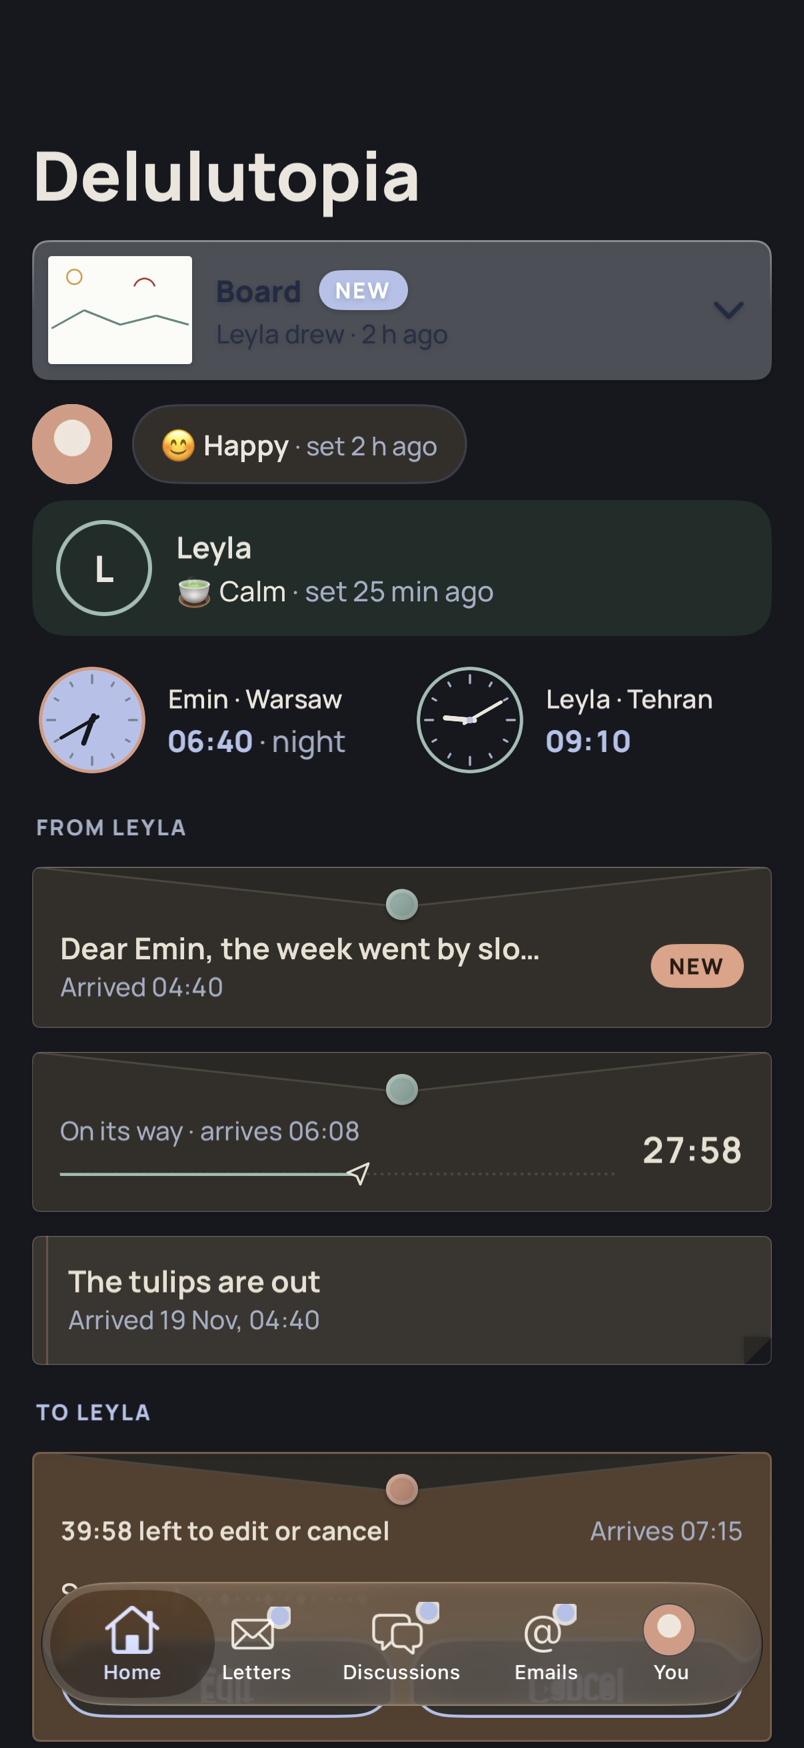 Delulutopia
Board NEW
Leyla drew · 2 h ago
😊 Happy · set 2 h ago
L
Leyla
🍵 Calm · set 25 min ago
Emin · Warsaw
06:40 · night
Leyla · Tehran
09:10
FROM LEYLA
Dear Emin, the week went by slo...
NEW
Arrived 04:40
On its way · arrives 06:08
27:58
The tulips are out
Arrived 19 Nov, 04:40
TO LEYLA
39:58 left to edit or cancel
Arrives 07:15
Home
Letters
Discussions
Emails
You
Edit
Cancel